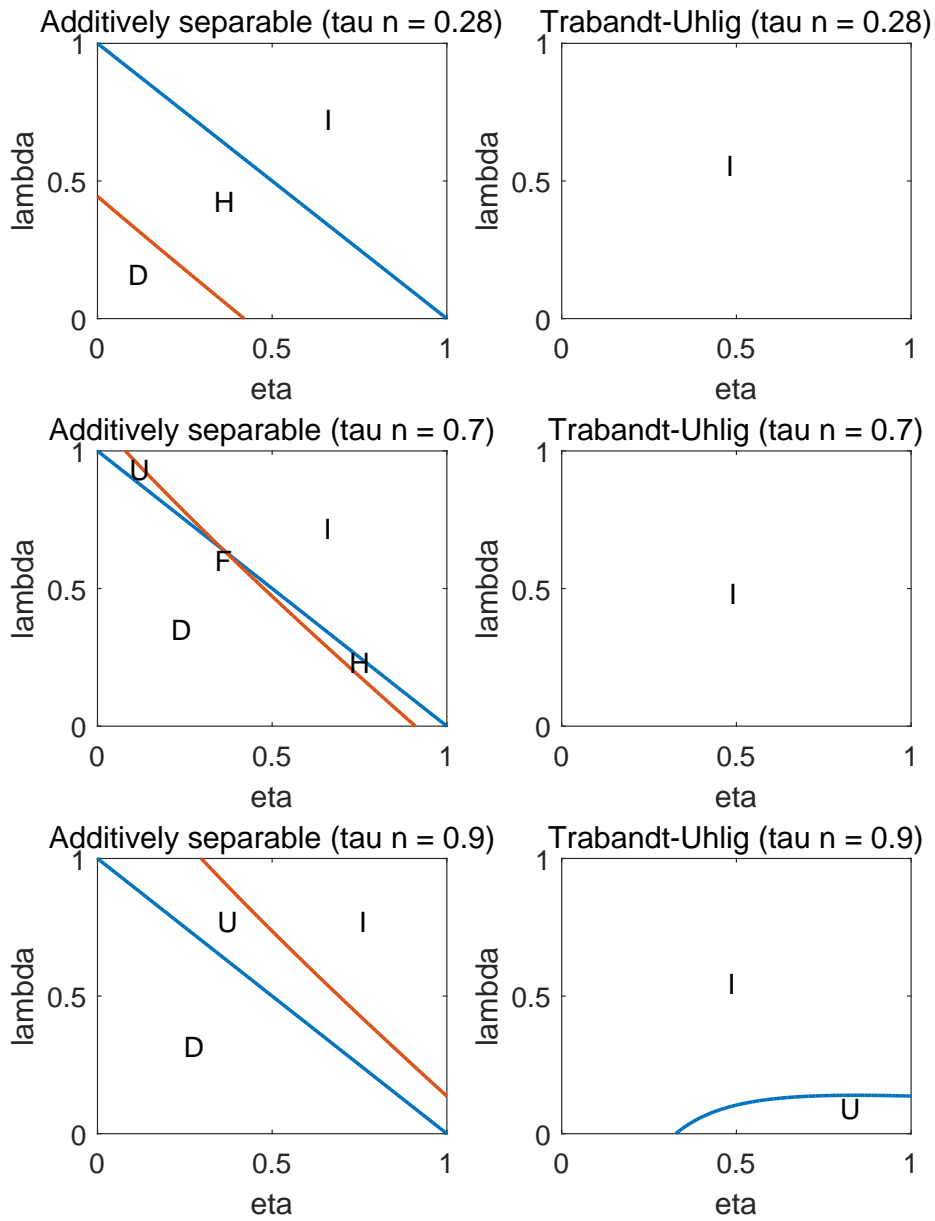 Additively separable (tau n = 0.28)
1
I
lambda
0.5
H
D
0
0
0.5
1
eta
Trabandt-Uhlig (tau n = 0.28)
1
lambda
I
0.5
0
0
0.5
1
eta
Additively separable (tau n = 0.7)
1
U
I
lambda
F
0.5
D
H
0
0
0.5
1
eta
Trabandt-Uhlig (tau n = 0.7)
1
lambda
0.5
I
0
0
0.5
1
eta
Additively separable (tau n = 0.9)
1
U
I
lambda
0.5
D
0
0
0.5
1
eta
Trabandt-Uhlig (tau n = 0.9)
1
lambda
I
0.5
U
0
0
0.5
1
eta